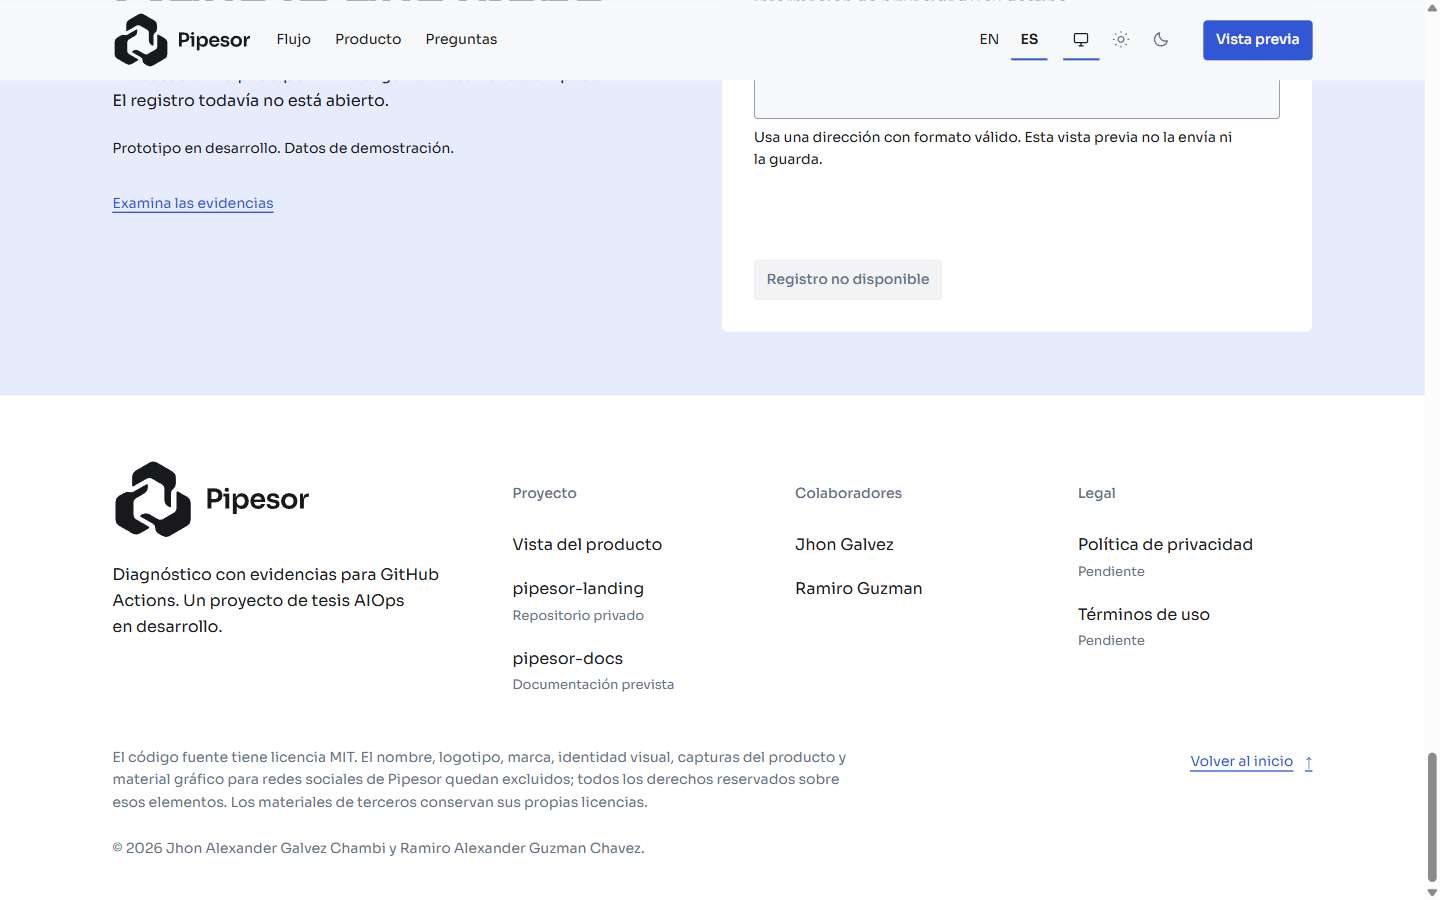 Pipesor
Flujo
Producto
Preguntas
EN
ES
Vista previa
El registro todavía no está abierto.
Prototipo en desarrollo. Datos de demostración.
Examina las evidencias
Usa una dirección con formato válido. Esta vista previa no la envía ni
la guarda.
Registro no disponible
Pipesor
Diagnóstico con evidencias para GitHub
Actions. Un proyecto de tesis AIOps
en desarrollo.
Proyecto
Vista del producto
pipesor-landing
Repositorio privado
pipesor-docs
Documentación prevista
Colaboradores
Jhon Galvez
Ramiro Guzman
Legal
Política de privacidad
Pendiente
Términos de uso
Pendiente
El código fuente tiene licencia MIT. El nombre, logotipo, marca, identidad visual, capturas del producto y
material gráfico para redes sociales de Pipesor quedan excluidos; todos los derechos reservados sobre
esos elementos. Los materiales de terceros conservan sus propias licencias.
Volver al inicio ↑
© 2026 Jhon Alexander Galvez Chambi y Ramiro Alexander Guzman Chavez.